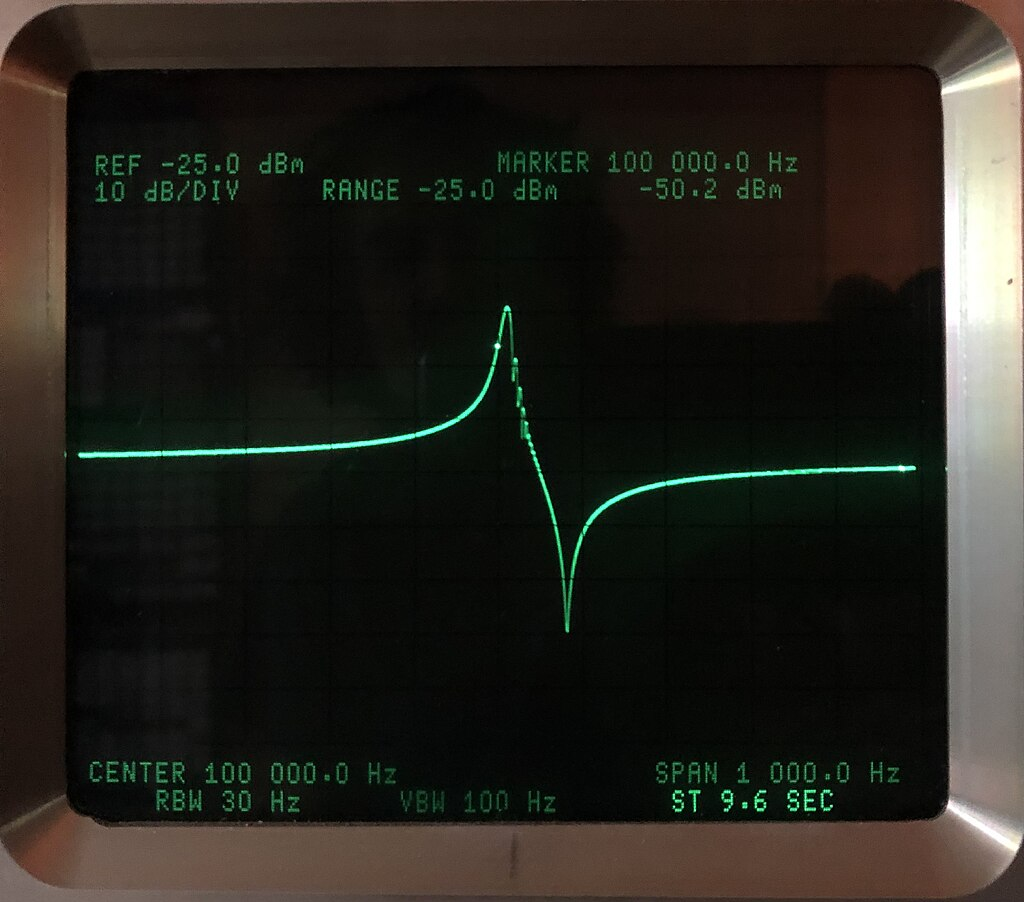 REF -25.0 dBm MARKER 100 000.0 Hz
10 dB/DIV RANGE -25.0 dBm -50.2 dBm
CENTER 100 000.0 Hz SPAN 1 000.0 Hz
RBW 30 Hz VBW 100 Hz ST 9.6 SEC